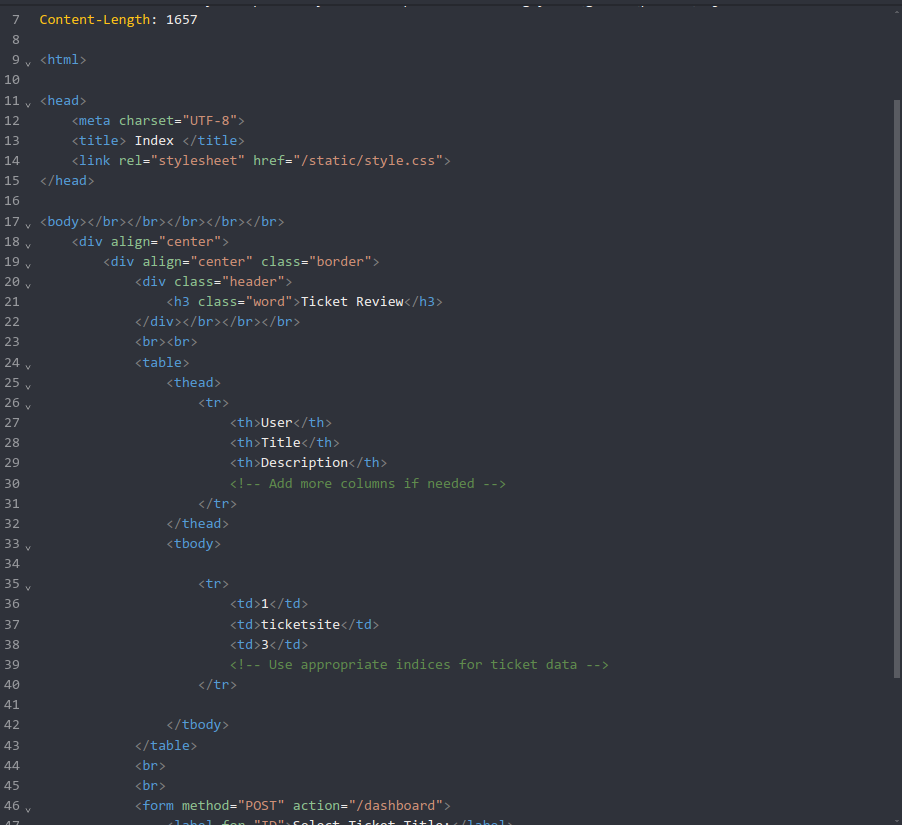 7 Content-Length: 1657
8
9 <html>
10
11 <head>
12 <meta charset="UTF-8">
13 <title> Index </title>
14 <link rel="stylesheet" href="/static/style.css">
15 </head>
16
17 <body></br></br></br></br></br>
18 <div align="center">
19 <div align="center" class="border">
20 <div class="header">
21 <h3 class="word">Ticket Review</h3>
22 </div></br></br></br>
23 <br><br>
24 <table>
25 <thead>
26 <tr>
27 <th>User</th>
28 <th>Title</th>
29 <th>Description</th>
30 <!-- Add more columns if needed -->
31 </tr>
32 </thead>
33 <tbody>
34
35 <tr>
36 <td>1</td>
37 <td>ticketsite</td>
38 <td>3</td>
39 <!-- Use appropriate indices for ticket data -->
40 </tr>
41
42 </tbody>
43 </table>
44 <br>
45 <br>
46 <form method="POST" action="/dashboard">
47 <label for="ID">Select Ticket Title:</label>